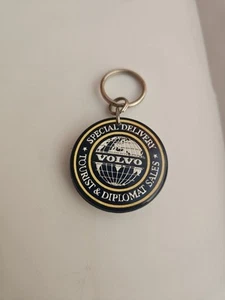 SPECIAL DELIVERY
VOLVO
TOURIST & DIPLOMAT SALES